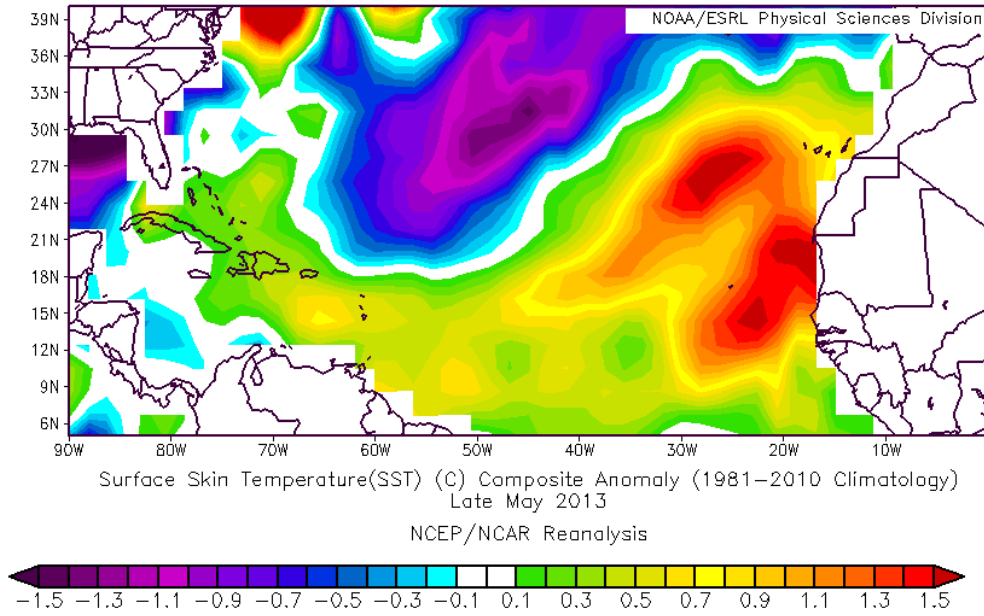 NOAA/ESRL Physical Sciences Division
39N
36N
33N
30N
27N
24N
21N
18N
15N
12N
9N
6N
90W 80W 70W 60W 50W 40W 30W 20W 10W
Surface Skin Temperature(SST) (C) Composite Anomaly (1981-2010 Climatology)
Late May 2013
NCEP/NCAR Reanalysis
-1.5 -1.3 -1.1 -0.9 -0.7 -0.5 -0.3 -0.1 0.1 0.3 0.5 0.7 0.9 1.1 1.3 1.5